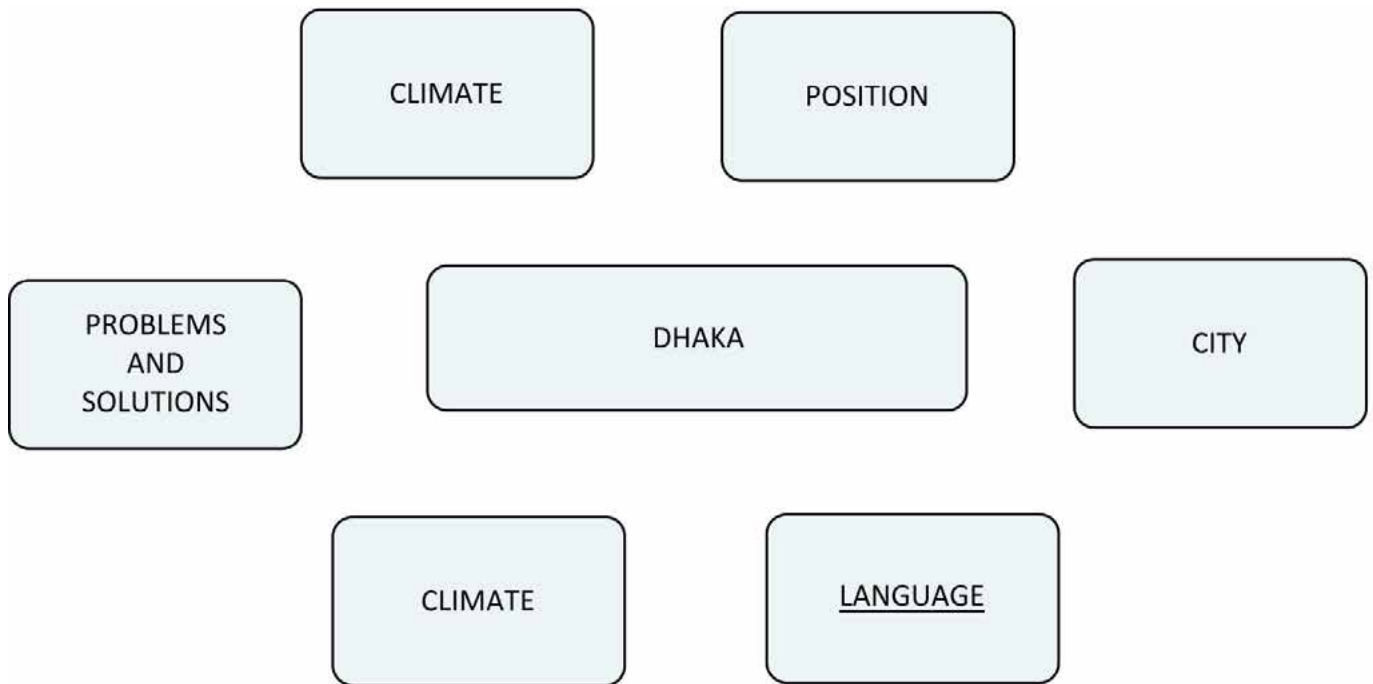 CLIMATE
POSITION
PROBLEMS
AND
SOLUTIONS
DHAKA
CITY
CLIMATE
LANGUAGE